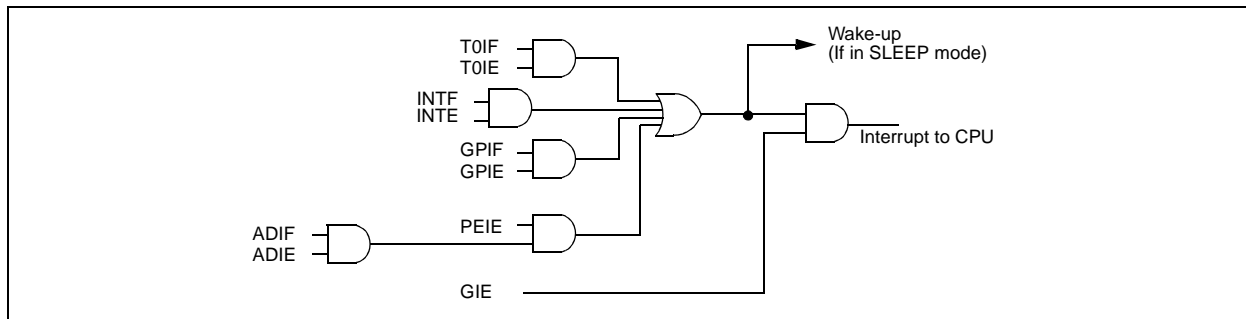 T0IF
T0IE
Wake-up
(If in SLEEP mode)
INTF
INTE
Interrupt to CPU
GPIF
GPIE
PEIE
ADIF
ADIE
GIE